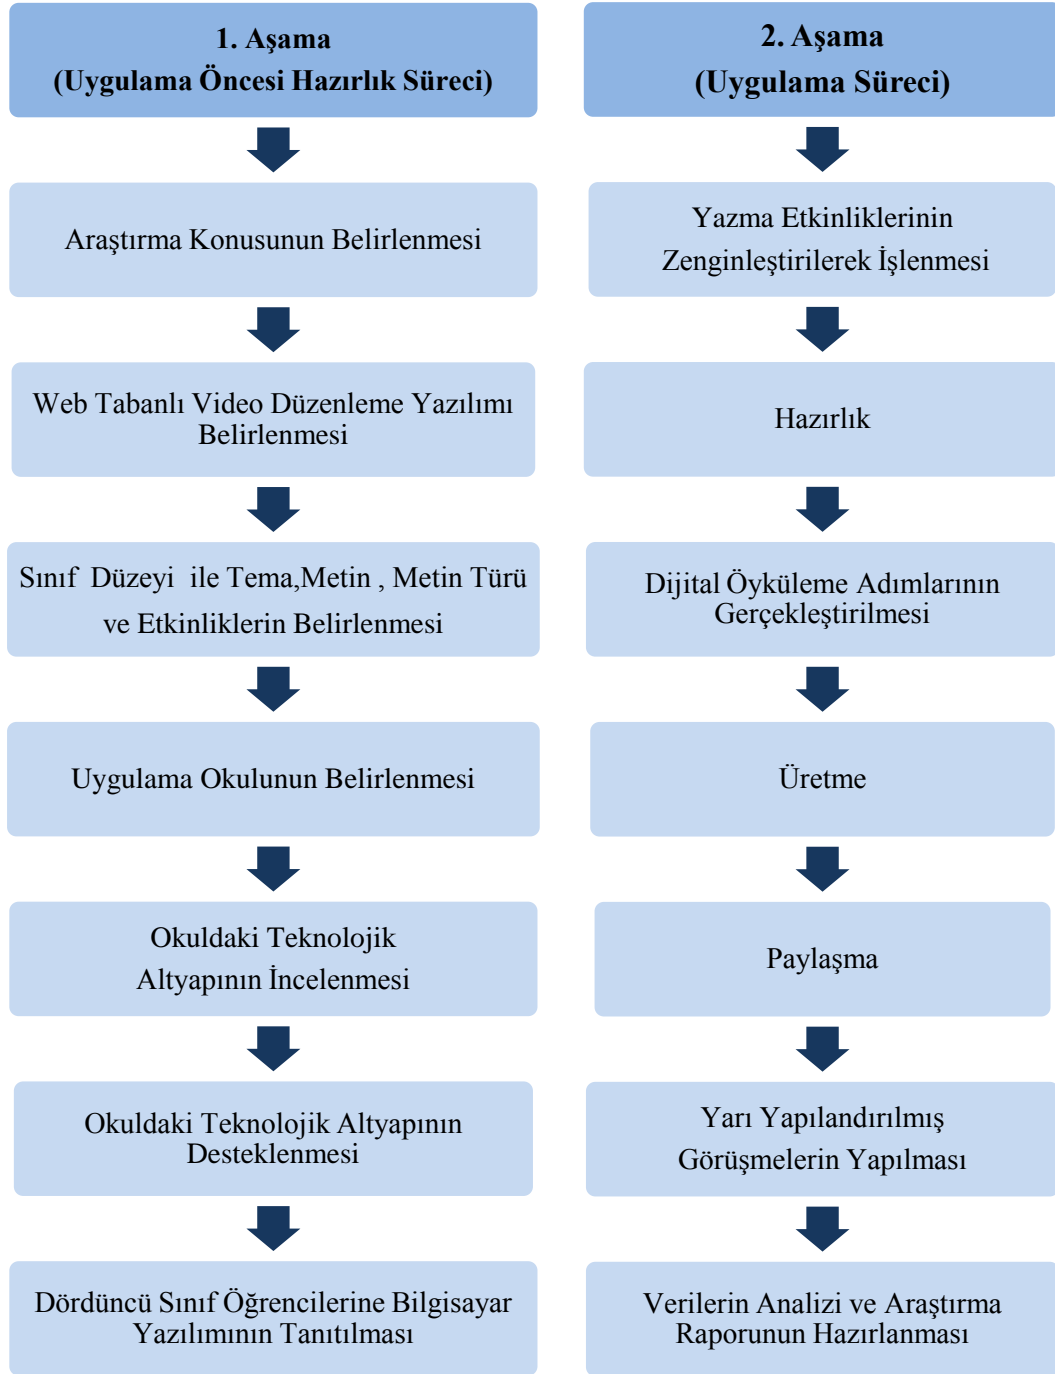 1. Aşama
(Uygulama Öncesi Hazırlık Süreci)
Araştırma Konusunun Belirlenmesi
Web Tabanlı Video Düzenleme Yazılımı
Belirlenmesi
Sınıf Düzeyi ile Tema,Metin , Metin Türü
ve Etkinliklerin Belirlenmesi
Uygulama Okulunun Belirlenmesi
Okuldaki Teknolojik
Altyapının İncelenmesi
Okuldaki Teknolojik Altyapının
Desteklenmesi
Dördüncü Sınıf Öğrencilerine Bilgisayar
Yazılımının Tanıtılması
2. Aşama
(Uygulama Süreci)
Yazma Etkinliklerinin
Zenginleştirilerek İşlenmesi
Hazırlık
Dijital Öyküleme Adımlarının
Gerçekleştirilmesi
Üretme
Paylaşma
Yarı Yapılandırılmış
Görüşmelerin Yapılması
Verilerin Analizi ve Araştırma
Raporunun Hazırlanması